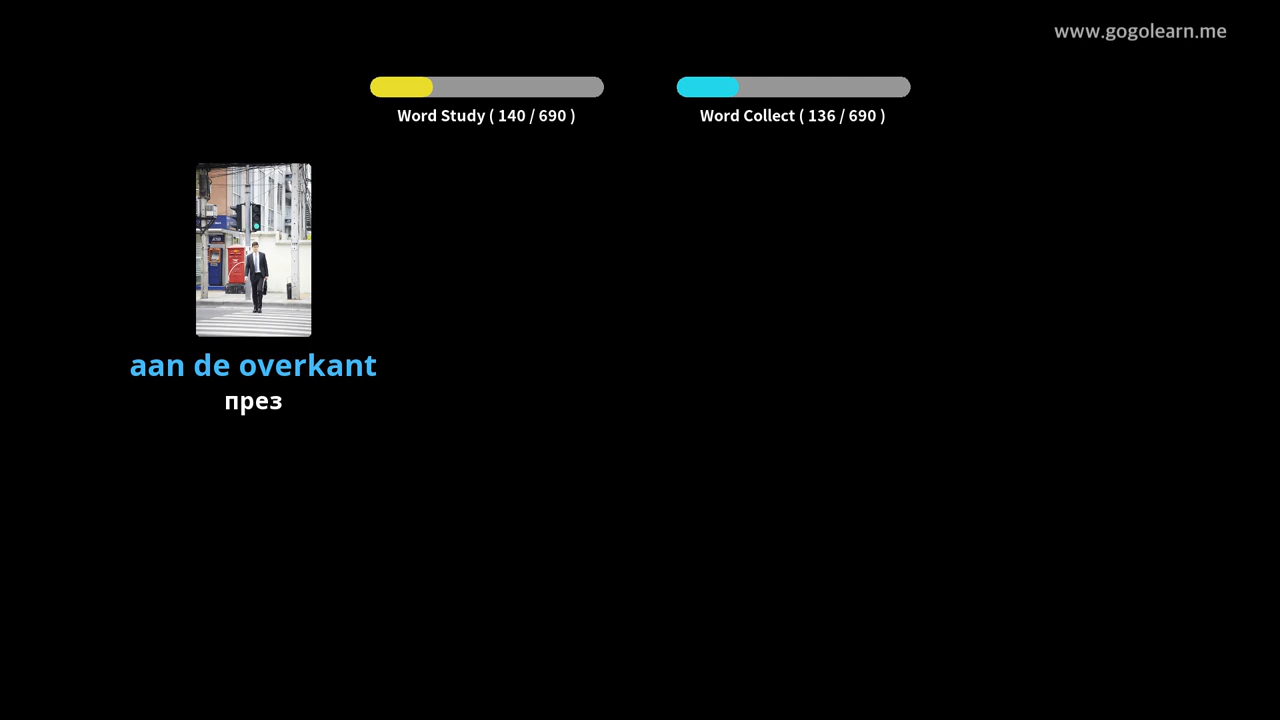 www.gogolearn.me
Word Study ( 140 / 690 )
Word Collect ( 136 / 690 )
aan de overkant
през